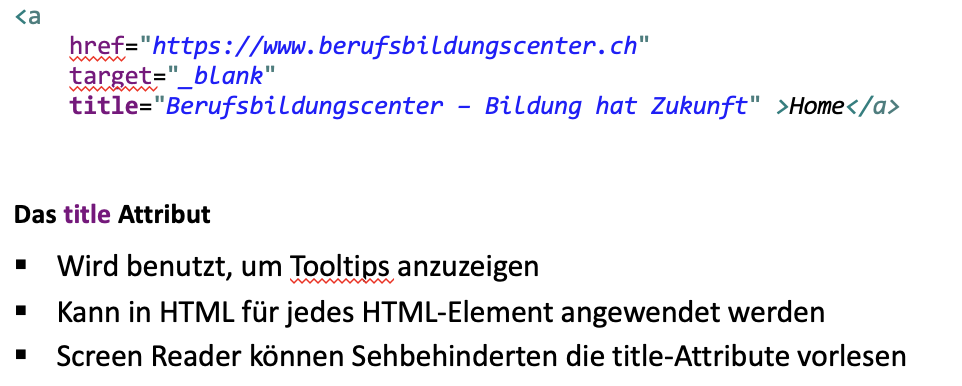 <a
href="https://www.berufsbildungscenter.ch"
target="_blank"
title="Berufsbildungscenter – Bildung hat Zukunft" >Home</a>
Das title Attribut
▪ Wird benutzt, um Tooltips anzuzeigen
▪ Kann in HTML für jedes HTML-Element angewendet werden
▪ Screen Reader können Sehbehinderten die title-Attribute vorlesen